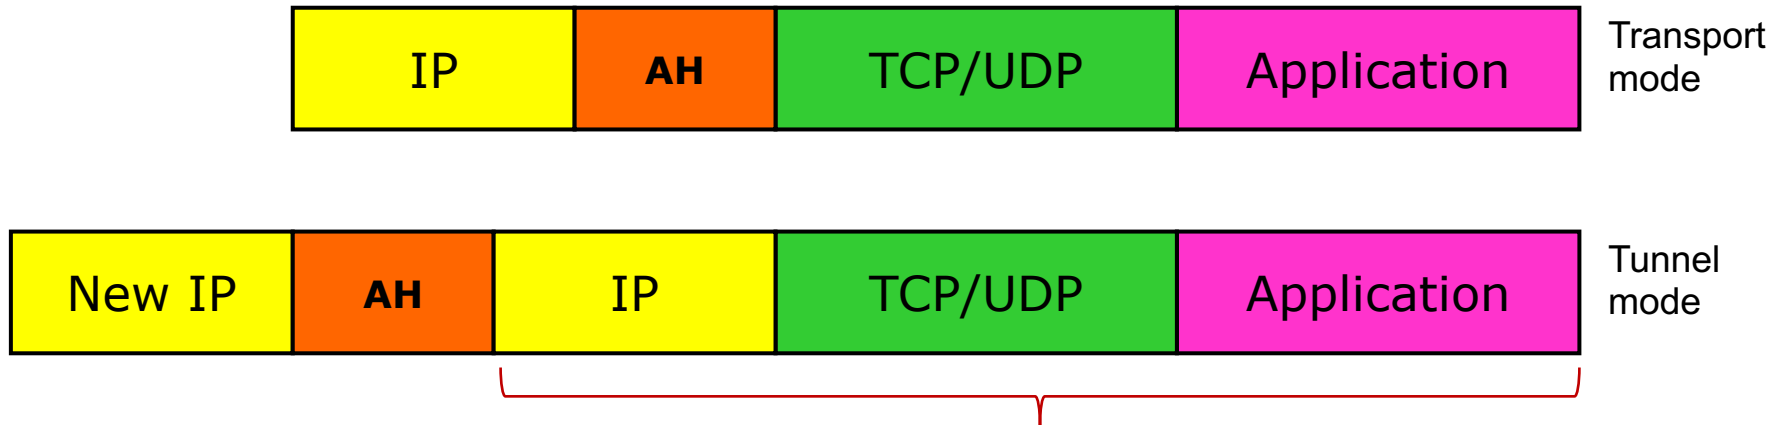 IP AH TCP/UDP Application Transport
mode
New IP AH IP TCP/UDP Application Tunnel
mode